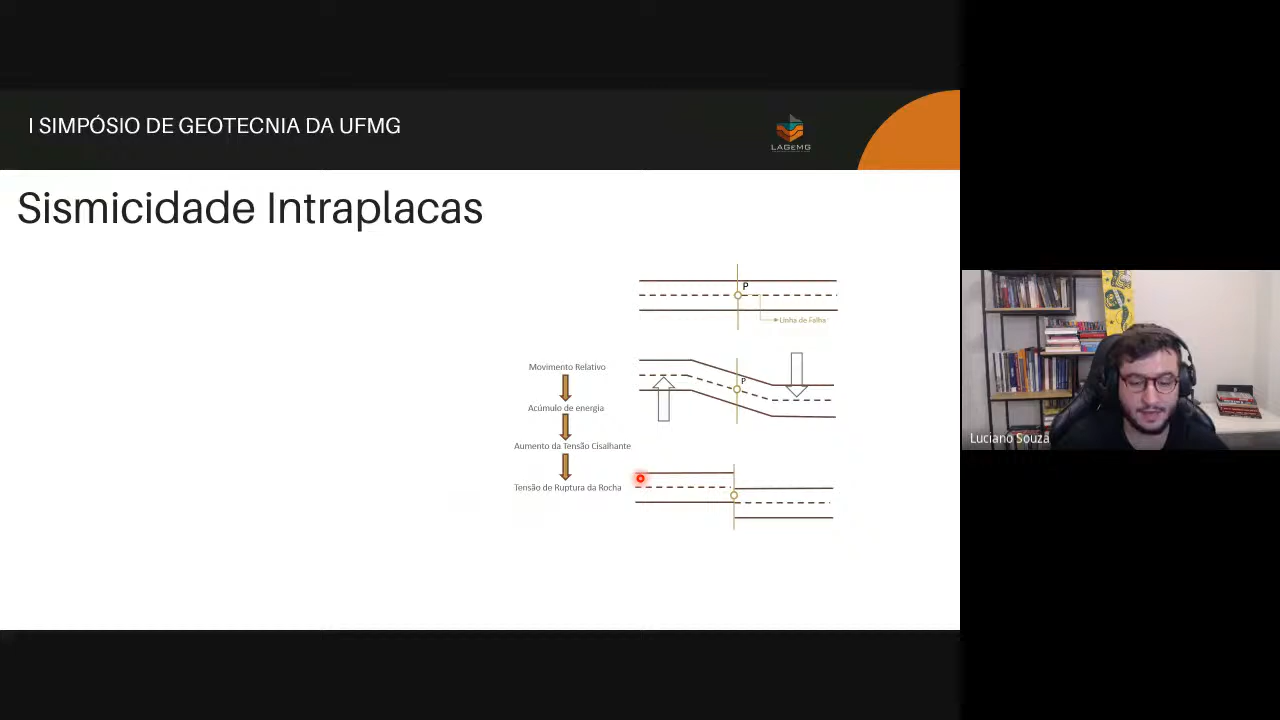 I SIMPÓSIO DE GEOTECNIA DA UFMG
LAGEMG
Sismicidade Intraplacas
P
Linha de Falha
Movimento Relativo
P
Acúmulo de energia
Aumento da Tensão Cisalhante
Tensão de Ruptura da Rocha
Luciano Souza